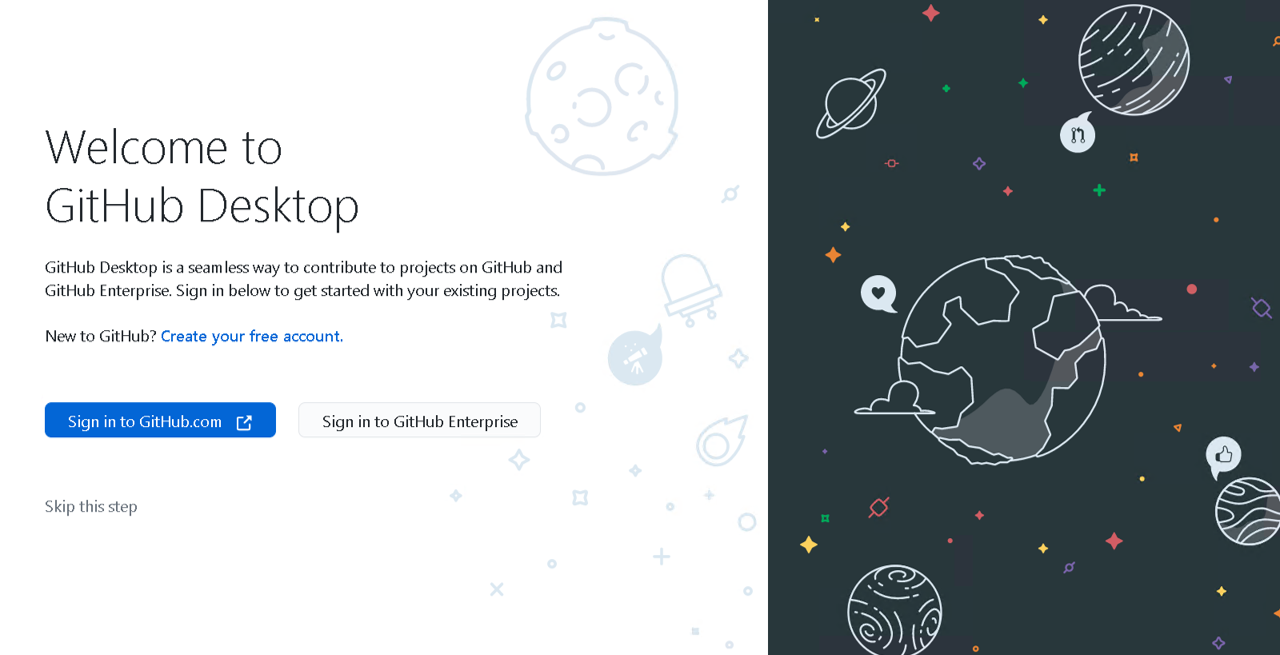 Welcome to
GitHub Desktop
GitHub Desktop is a seamless way to contribute to projects on GitHub and
GitHub Enterprise. Sign in below to get started with your existing projects.
New to GitHub? Create your free account.
Sign in to GitHub.com
Sign in to GitHub Enterprise
Skip this step